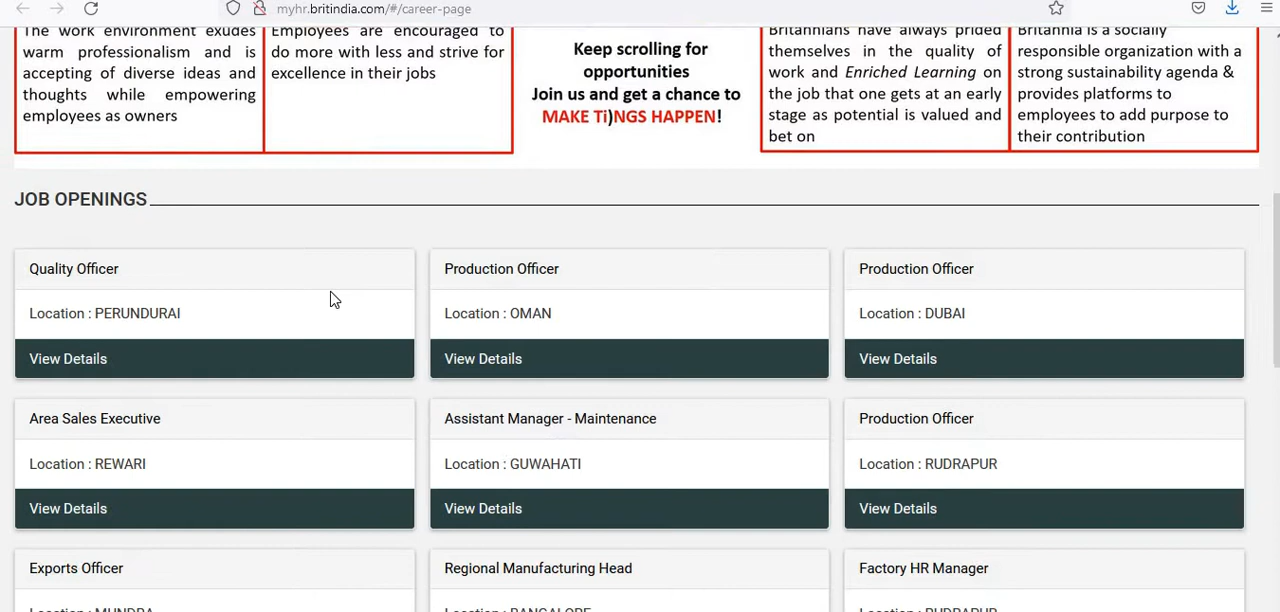 myhr.britindia.com/#/career-page
The work environment exudes
warm professionalism and is
accepting of diverse ideas and
thoughts while empowering
employees as owners
Employees are encouraged to
do more with less and strive for
excellence in their jobs
Keep scrolling for
opportunities
Join us and get a chance to
MAKE Ti)NGS HAPPEN!
Britannians have always prided
themselves in the quality of
work and Enriched Learning on
the job that one gets at an early
stage as potential is valued and
bet on
Britannia is a socially
responsible organization with a
strong sustainability agenda &
provides platforms to
employees to add purpose to
their contribution
JOB OPENINGS
Quality Officer
Location : PERUNDURAI
View Details
Production Officer
Location : OMAN
View Details
Production Officer
Location : DUBAI
View Details
Area Sales Executive
Location : REWARI
View Details
Assistant Manager - Maintenance
Location : GUWAHATI
View Details
Production Officer
Location : RUDRAPUR
View Details
Exports Officer
Location : MUNDRA
Regional Manufacturing Head
Location : BANGALORE
Factory HR Manager
Location : RUDRAPUR